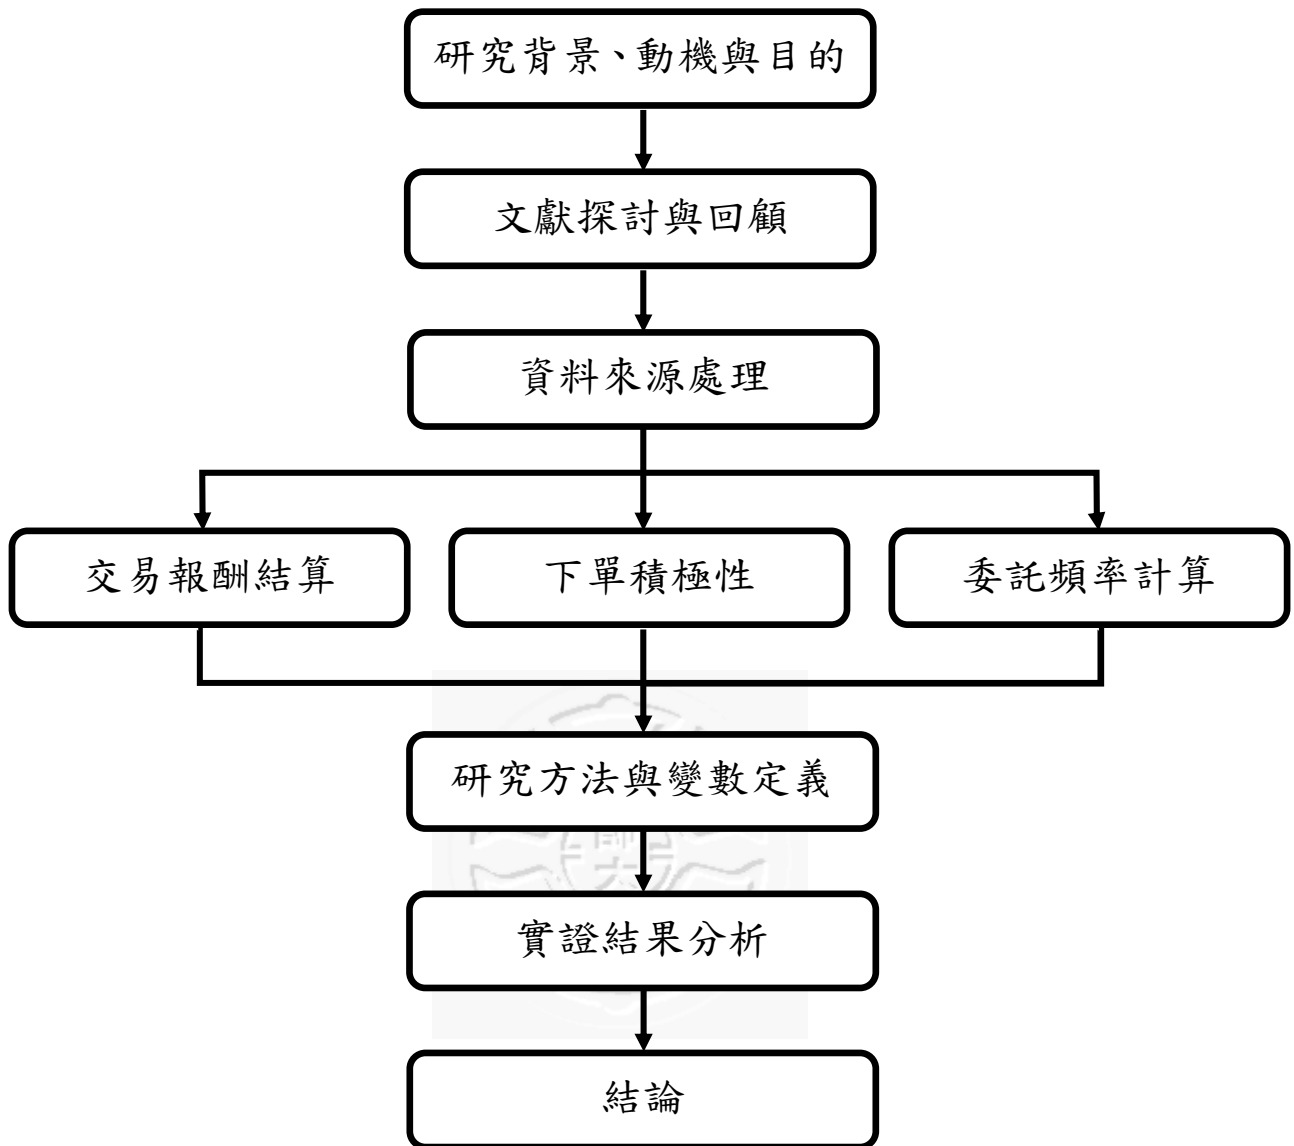 研究背景、動機與目的
文獻探討與回顧
資料來源處理
交易報酬結算
下單積極性
委託頻率計算
研究方法與變數定義
實證結果分析
結論